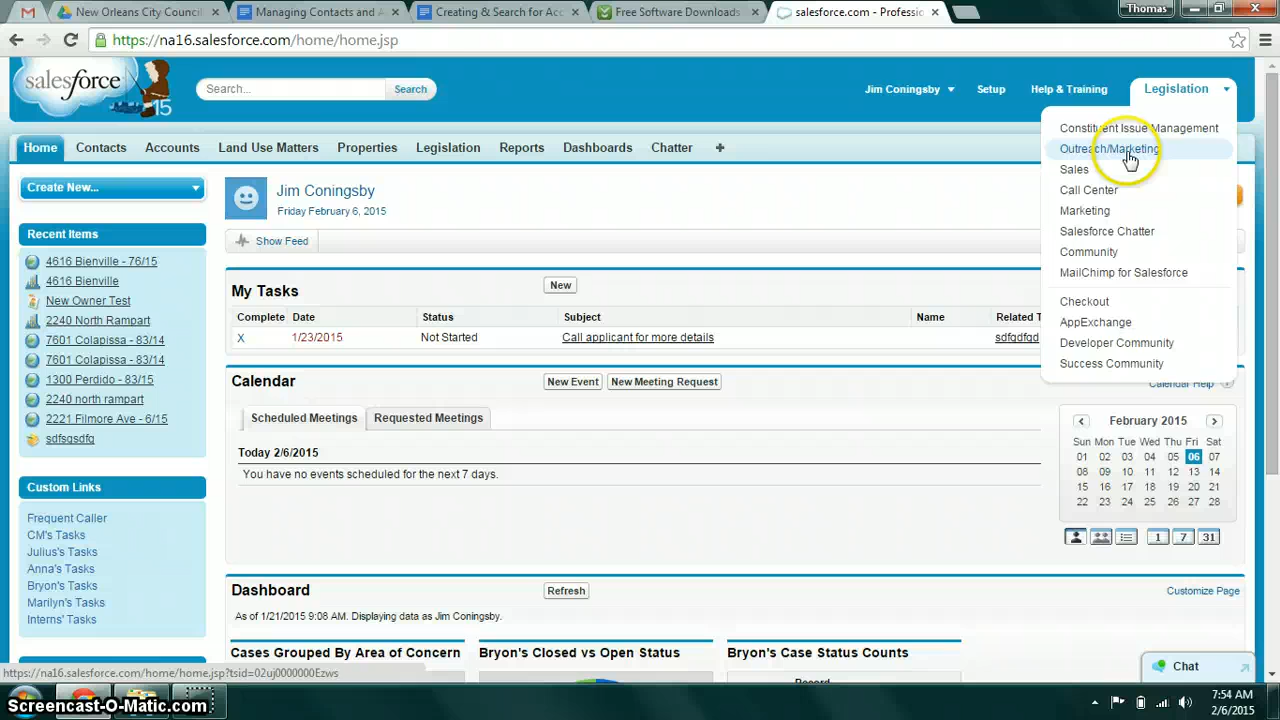 New Orleans City Council
Managing Contacts and A
Creating & Search for Acc
Free Software Downloads
salesforce.com - Professio
Thomas
https://na16.salesforce.com/home/home.jsp
salesforce
15
Search...
Search
Jim Coningsby
Setup
Help & Training
Legislation
Home
Contacts
Accounts
Land Use Matters
Properties
Legislation
Reports
Dashboards
Chatter
Constituent Issue Management
Outreach/Marketing
Sales
Call Center
Marketing
Salesforce Chatter
Community
MailChimp for Salesforce
Checkout
AppExchange
Developer Community
Success Community
Create New...
Recent Items
4616 Bienville - 76/15
4616 Bienville
New Owner Test
2240 North Rampart
7601 Colapissa - 83/14
7601 Colapissa - 83/14
1300 Perdido - 83/15
2240 north rampart
2221 Filmore Ave - 6/15
sdfsgsdfg
Custom Links
Frequent Caller
CM's Tasks
Julius's Tasks
Anna's Tasks
Bryon's Tasks
Marilyn's Tasks
Interns' Tasks
Jim Coningsby
Friday February 6, 2015
Show Feed
My Tasks
New
Complete Date Status Subject Name Related T
X 1/23/2015 Not Started Call applicant for more details
Calendar
New Event
New Meeting Request
Calendar Help
Scheduled Meetings
Requested Meetings
Today 2/6/2015
You have no events scheduled for the next 7 days.
February 2015
Sun Mon Tue Wed Thu Fri Sat
01 02 03 04 05 06 07
08 09 10 11 12 13 14
15 16 17 18 19 20 21
22 23 24 25 26 27 28
1 7 31
Dashboard
Refresh
Customize Page
As of 1/21/2015 9:08 AM. Displaying data as Jim Coningsby.
Cases Grouped By Area of Concern
Bryon's Closed vs Open Status
Bryon's Case Status Counts
Record
Chat
https://na16.salesforce.com/home/home.jsp?tsid=02uj0000000Ezws
Screencast-O-Matic.com
7:54 AM
2/6/2015